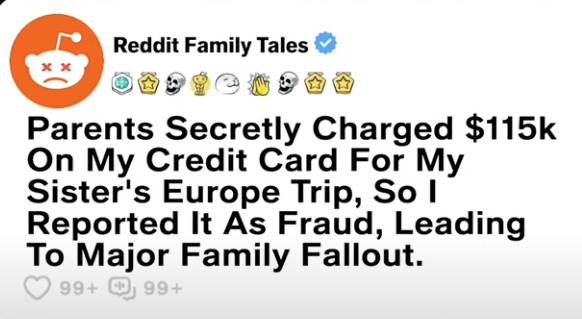 Reddit Family Tales
Parents Secretly Charged $115k
On My Credit Card For My
Sister's Europe Trip, So I
Reported It As Fraud, Leading
To Major Family Fallout.
99+ 99+